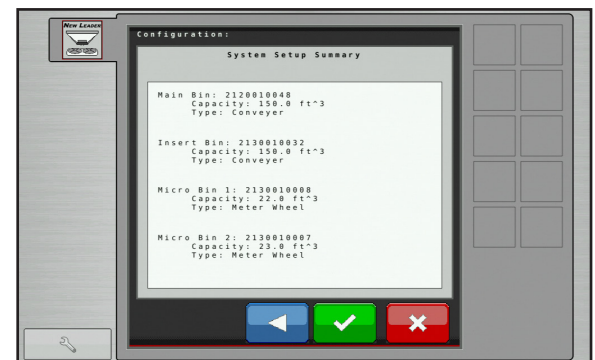 NEW LEADER
Configuration:
System Setup Summary
Main Bin: 2120010048
Capacity: 150.0 ft^3
Type: Conveyer
Insert Bin: 2130010032
Capacity: 150.0 ft^3
Type: Conveyer
Micro Bin 1: 2130010008
Capacity: 22.0 ft^3
Type: Meter Wheel
Micro Bin 2: 2130010007
Capacity: 23.0 ft^3
Type: Meter Wheel